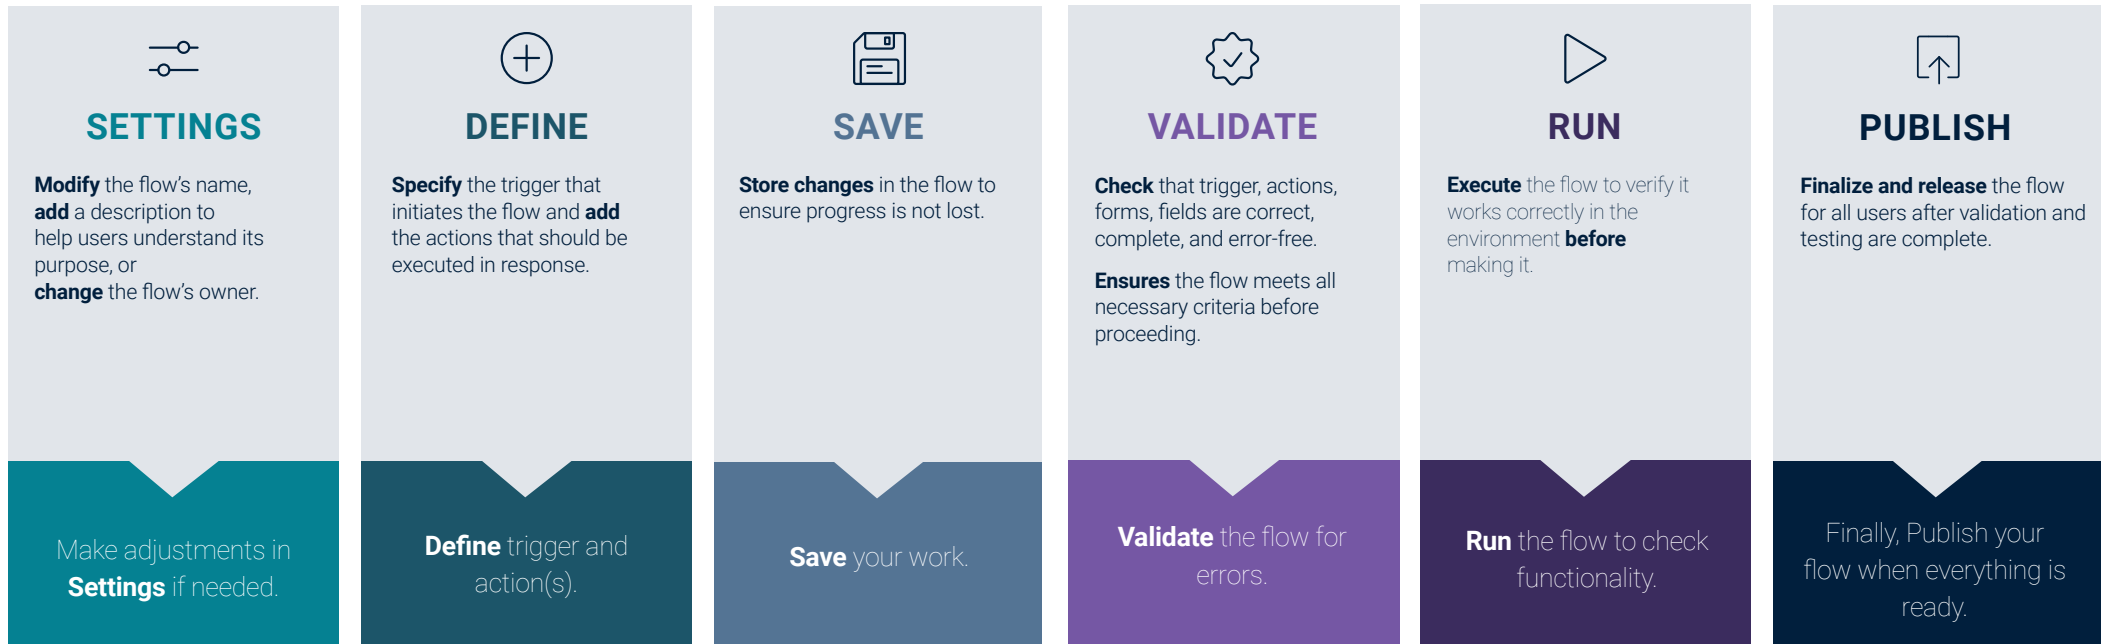 SETTINGS
Modify the flow's name,
add a description to
help users understand its
purpose, or
change the flow's owner.
Make adjustments in
Settings if needed.
DEFINE
Specify the trigger that
initiates the flow and add
the actions that should be
executed in response.
Define trigger and
action(s).
SAVE
Store changes in the flow to
ensure progress is not lost.
Save your work.
VALIDATE
Check that trigger, actions,
forms, fields are correct,
complete, and error-free.
Ensures the flow meets all
necessary criteria before
proceeding.
Validate the flow for
errors.
RUN
Execute the flow to verify it
works correctly in the
environment before
making it.
Run the flow to check
functionality.
PUBLISH
Finalize and release the flow
for all users after validation and
testing are complete.
Finally, Publish your
flow when everything is
ready.